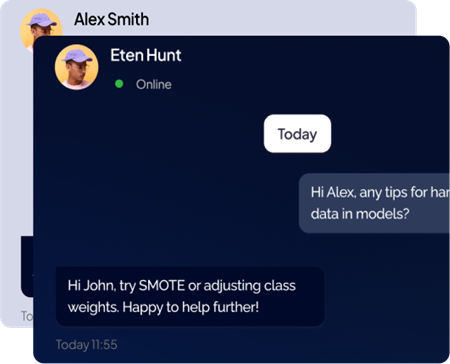 Alex Smith
Eten Hunt
Online
Today
Hi Alex, any tips for har
data in models?
Hi John, try SMOTE or adjusting class
weights. Happy to help further!
Today 11:55
To